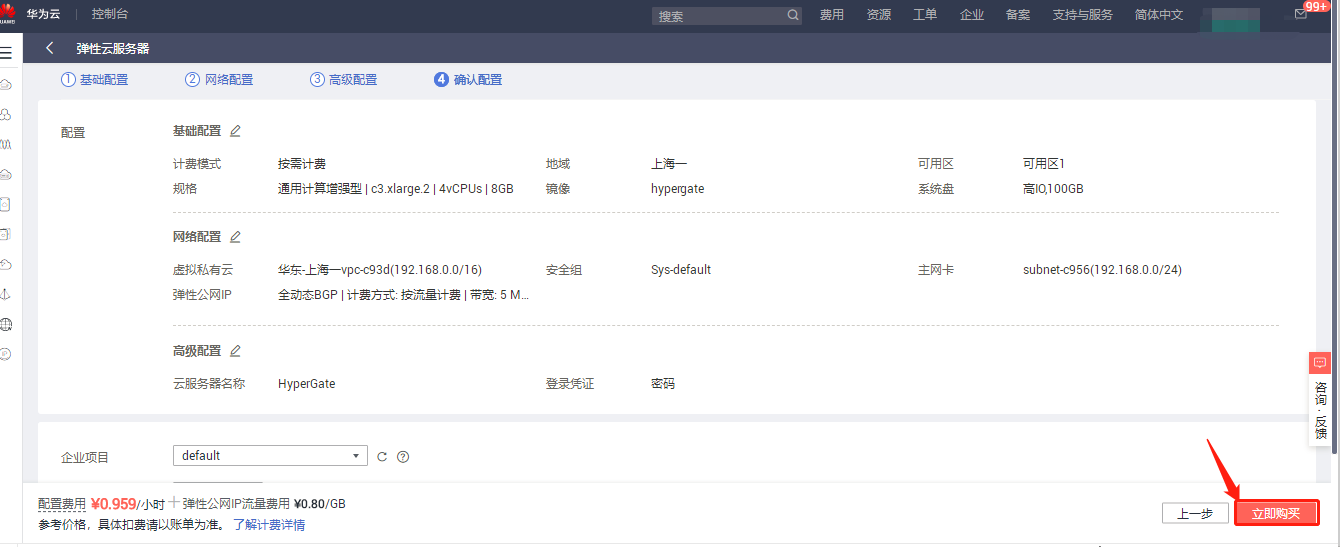 HUAWEI 华为云 控制台 搜索 费用 资源 工单 企业 备案 支持与服务 简体中文 99+
弹性云服务器
1 基础配置 2 网络配置 3 高级配置 4 确认配置
配置 基础配置
计费模式 按需计费 地域 上海一 可用区 可用区1
规格 通用计算增强型 | c3.xlarge.2 | 4vCPUs | 8GB 镜像 hypergate 系统盘 高IO,100GB
网络配置
虚拟私有云 华东-上海一vpc-c93d(192.168.0.0/16) 安全组 Sys-default 主网卡 subnet-c956(192.168.0.0/24)
弹性公网IP 全动态BGP | 计费方式: 按流量计费 | 带宽: 5 M...
高级配置
云服务器名称 HyperGate 登录凭证 密码
咨询·反馈
企业项目 default
配置费用 ¥0.959/小时 + 弹性公网IP流量费用 ¥0.80/GB
参考价格，具体扣费请以账单为准。 了解计费详情
上一步 立即购买